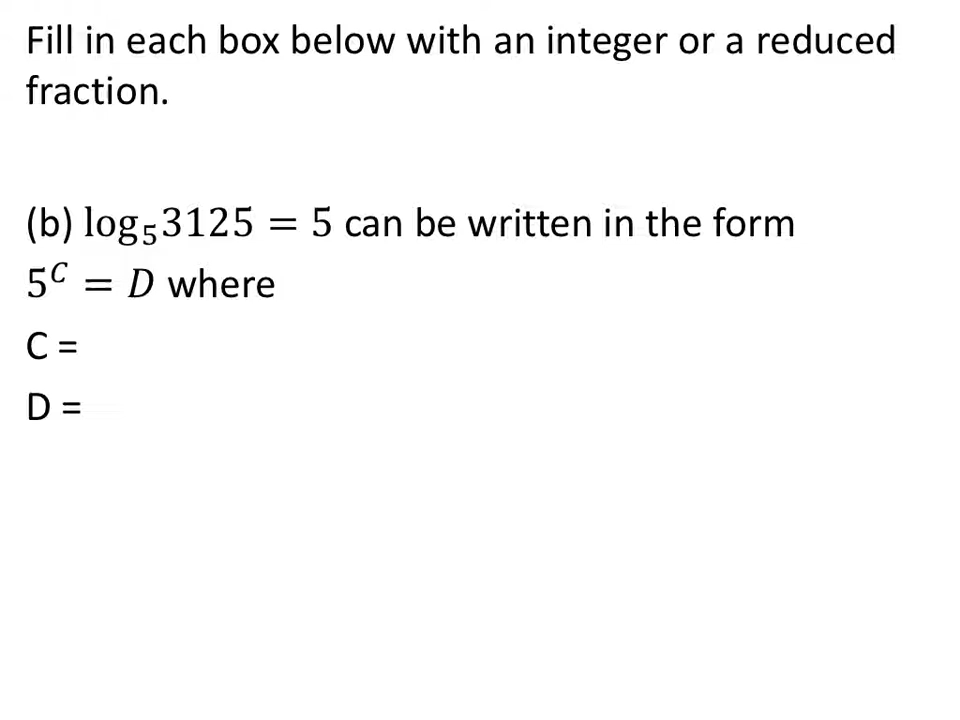 Fill in each box below with an integer or a reduced
fraction.
(b) log₅3125 = 5 can be written in the form
5ᶜ = D where
C =
D =